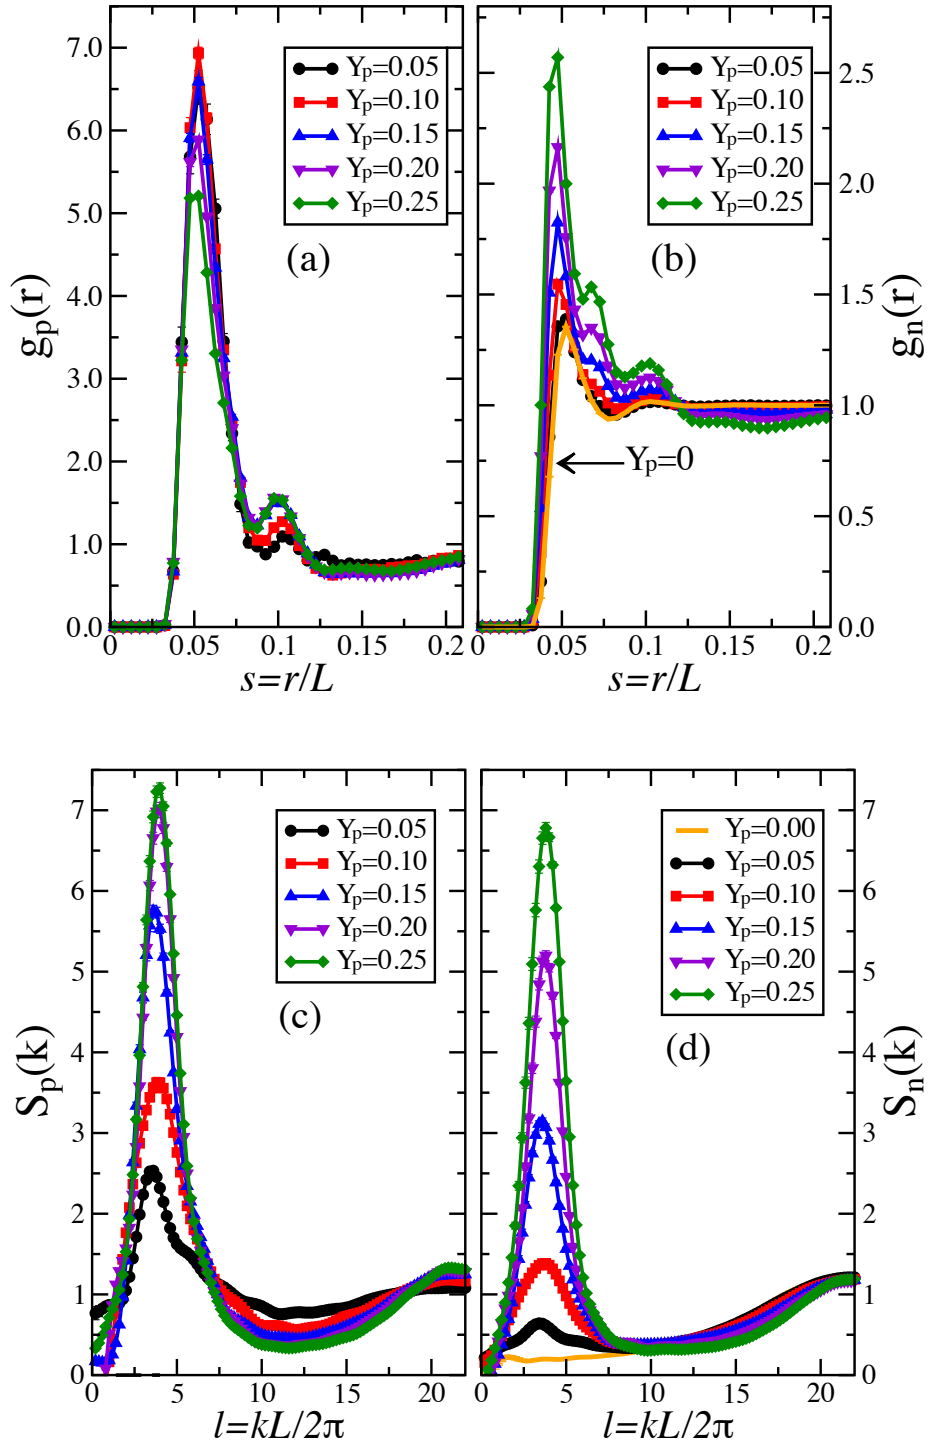 7.0
6.0
5.0
4.0
3.0
2.0
1.0
0.0
g_p(r)
Y_p=0.05
Y_p=0.10
Y_p=0.15
Y_p=0.20
Y_p=0.25
(a)
0 0.05 0.1 0.15 0.2
s=r/L
Y_p=0.05
Y_p=0.10
Y_p=0.15
Y_p=0.20
Y_p=0.25
(b)
Y_p=0
2.5
2.0
1.5
1.0
0.5
0.0
g_n(r)
0 0.05 0.1 0.15 0.2
s=r/L
7
6
5
4
3
2
1
0
S_p(k)
Y_p=0.05
Y_p=0.10
Y_p=0.15
Y_p=0.20
Y_p=0.25
(c)
0 5 10 15 20
l=kL/2π
Y_p=0.00
Y_p=0.05
Y_p=0.10
Y_p=0.15
Y_p=0.20
Y_p=0.25
(d)
7
6
5
4
3
2
1
0
S_n(k)
0 5 10 15 20
l=kL/2π